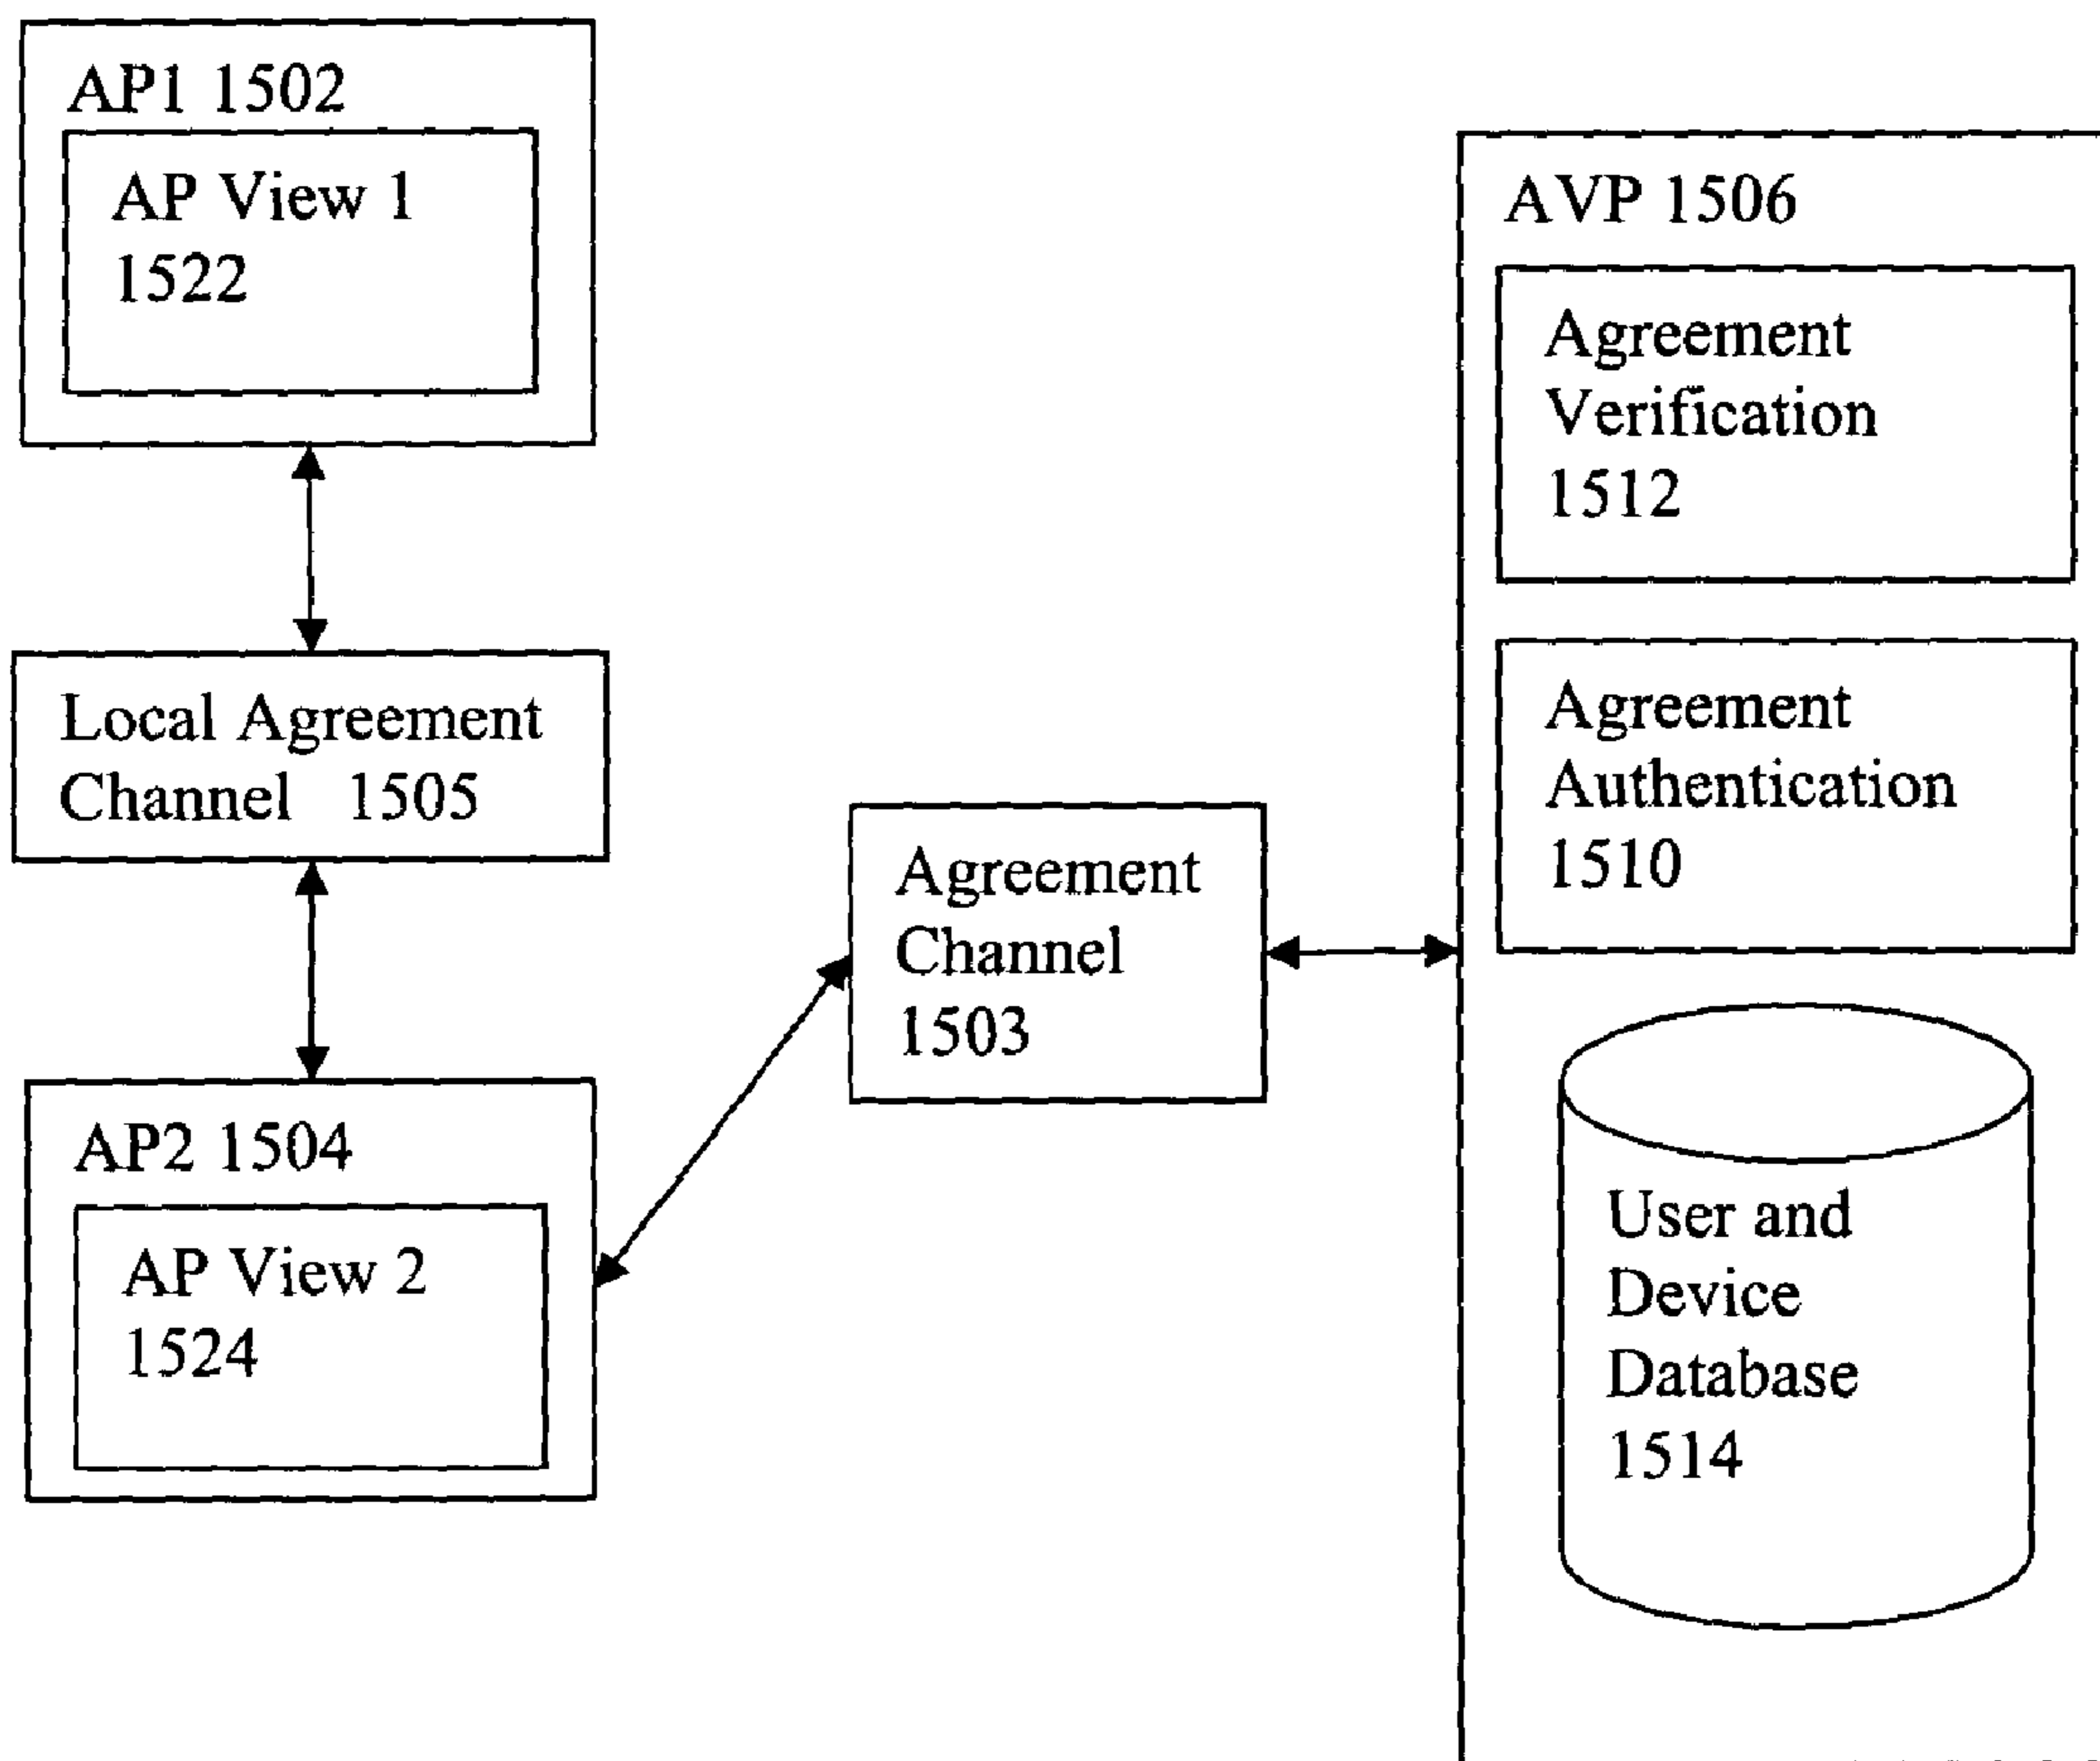 AP1 1502
AP View 1
1522
Local Agreement
Channel 1505
AP2 1504
AP View 2
1524
Agreement
Channel
1503
AVP 1506
Agreement
Verification
1512
Agreement
Authentication
1510
User and
Device
Database
1514